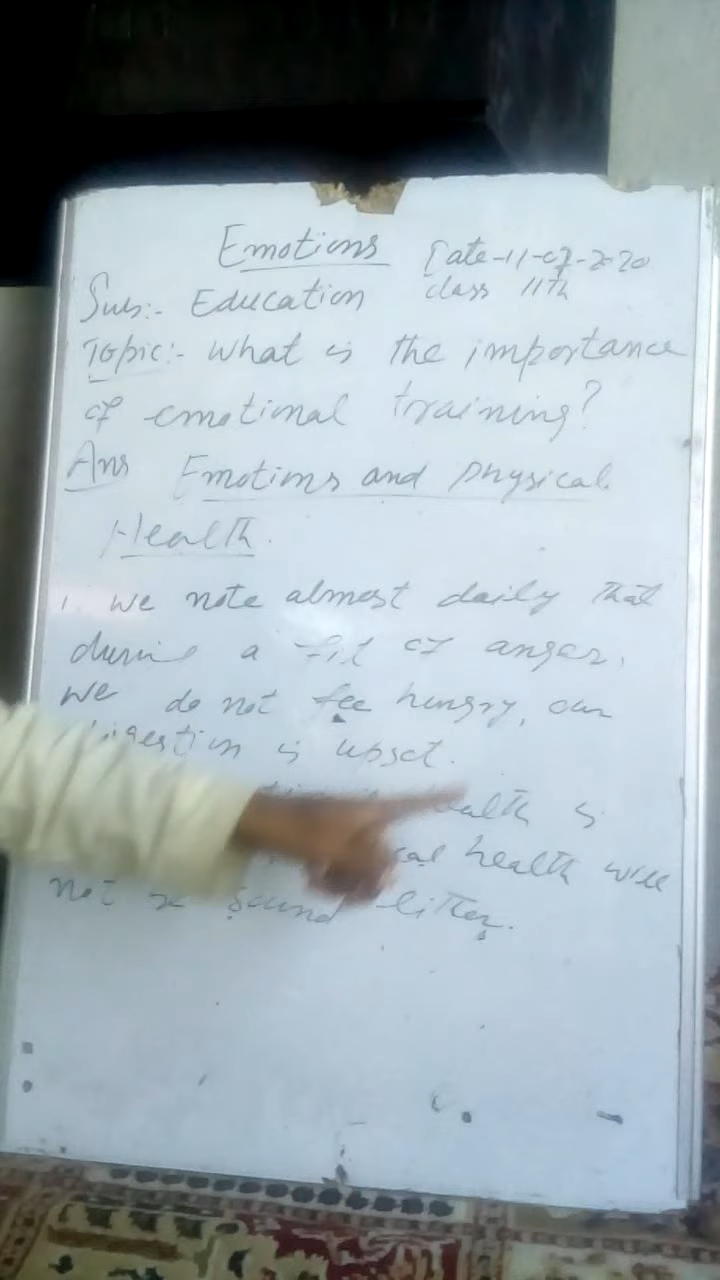 Emotions
Date-11-07-2020
Sub:- Education
class 11th
Topic:- What is the importance
of emotional training?
Ans Emotions and physical
Health.
1 we note almost daily that
during a fit of anger,
we do not fee hungry, our
digestion is upset.
health is
health will
not be sound either.